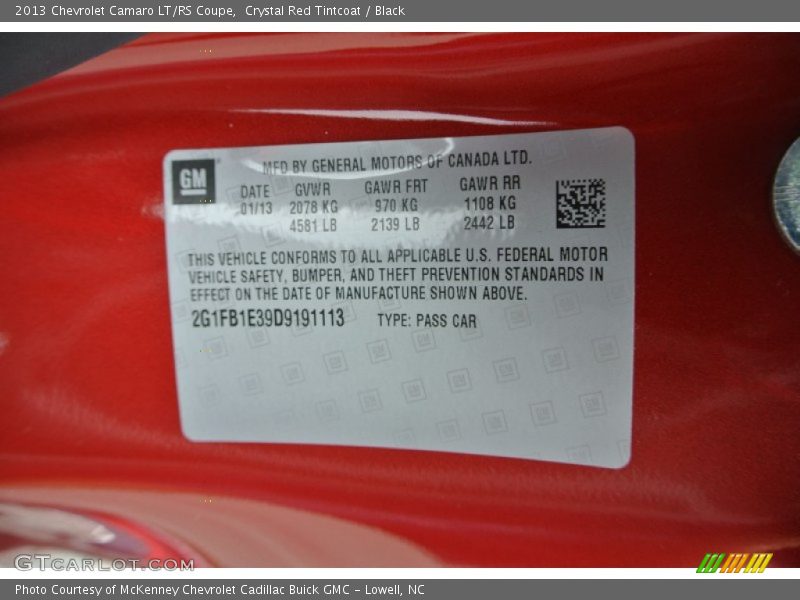 2013 Chevrolet Camaro LT/RS Coupe, Crystal Red Tintcoat / Black
GM
MFD BY GENERAL MOTORS OF CANADA LTD.
DATE GVWR GAWR FRT GAWR RR
01/13 2078 KG 970 KG 1108 KG
4581 LB 2139 LB 2442 LB
THIS VEHICLE CONFORMS TO ALL APPLICABLE U.S. FEDERAL MOTOR
VEHICLE SAFETY, BUMPER, AND THEFT PREVENTION STANDARDS IN
EFFECT ON THE DATE OF MANUFACTURE SHOWN ABOVE.
2G1FB1E39D9191113 TYPE: PASS CAR
GTCARLOT.COM
Photo Courtesy of McKenney Chevrolet Cadillac Buick GMC - Lowell, NC